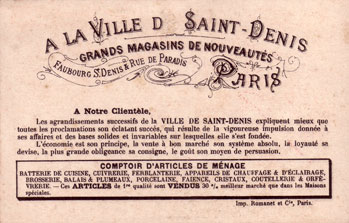 A LA VILLE D SAINT-DENIS
GRANDS MAGASINS DE NOUVEAUTÉS
FAUBOURG ST DENIS & RUE DE PARADIS
PARIS
A Notre Clientèle,
Les agrandissements successifs de la VILLE DE SAINT-DENIS expliquent mieux que
toutes les proclamations son éclatant succès, qui résulte de la vigoureuse impulsion donnée à
ses affaires et des bases solides et invariables sur lesquelles elle s'est fondée.
L'économie est son principe, la vente à bon marché son système absolu, la loyauté sa
devise, la plus grande obligeance sa consigne, le goût son moyen de persuasion.
COMPTOIR D'ARTICLES DE MÉNAGE
BATTERIE DE CUISINE, CUIVRERIE, FERBLANTERIE, APPAREILS DE CHAUFFAGE & D'ÉCLAIRAGE,
BROSSERIE, BALAIS & PLUMEAUX, PORCELAINE, FAÏENCE, CRISTAUX, COUTELLERIE & ORFÈ-
VRERIE. — Ces ARTICLES de 1re qualité sont VENDUS 30 % meilleur marché que dans les Maisons
spéciales.
Imp. Romanet et Cie, Paris.